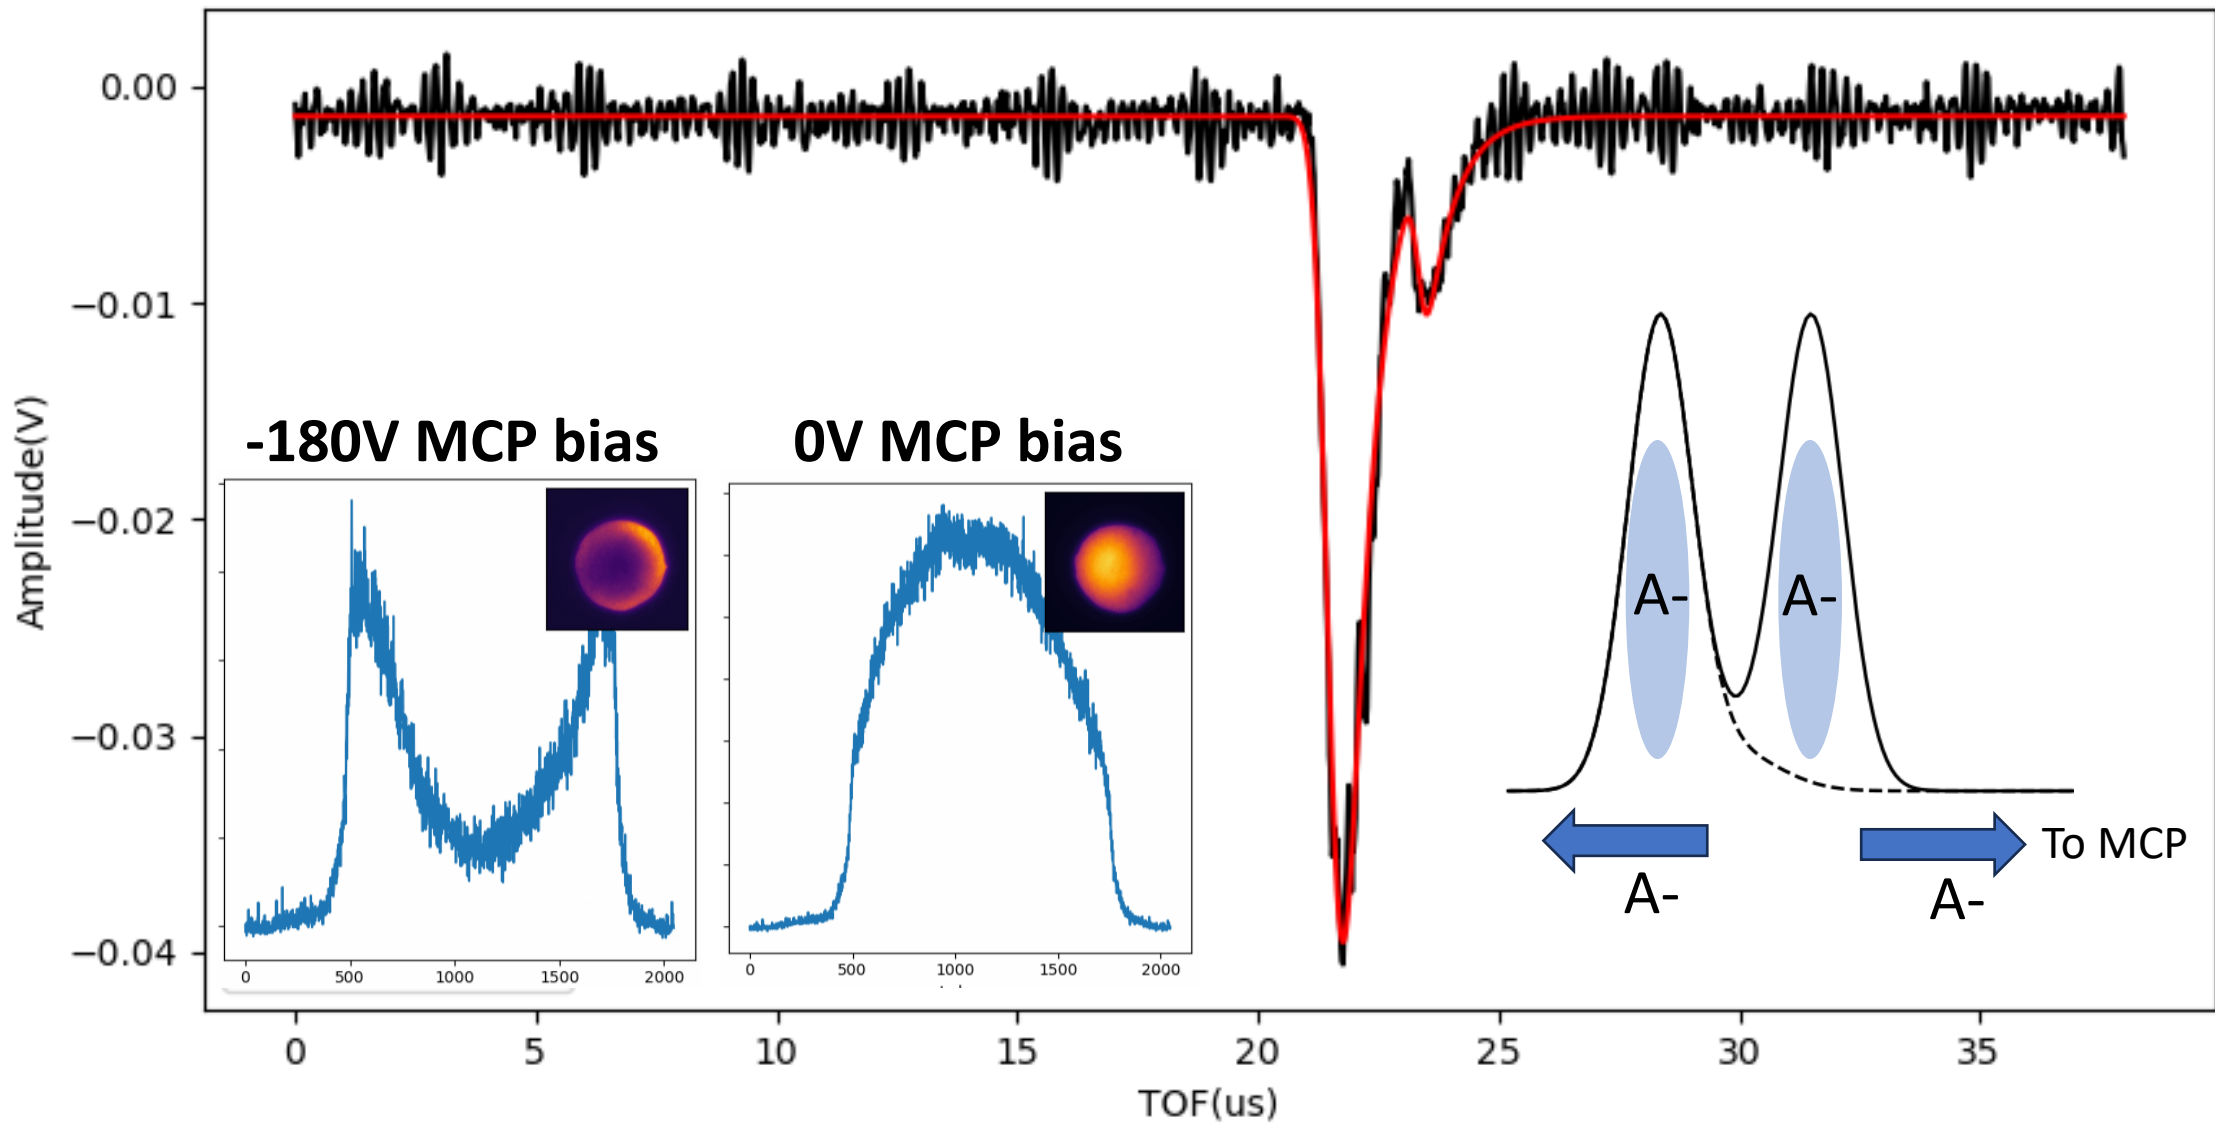 0.00
−0.01
−0.02
−0.03
−0.04
Amplitude(V)
-180V MCP bias
0V MCP bias
0 500 1000 1500 2000
0 500 1000 1500 2000
A- A-
To MCP
A- A-
0 5 10 15 20 25 30 35
TOF(us)